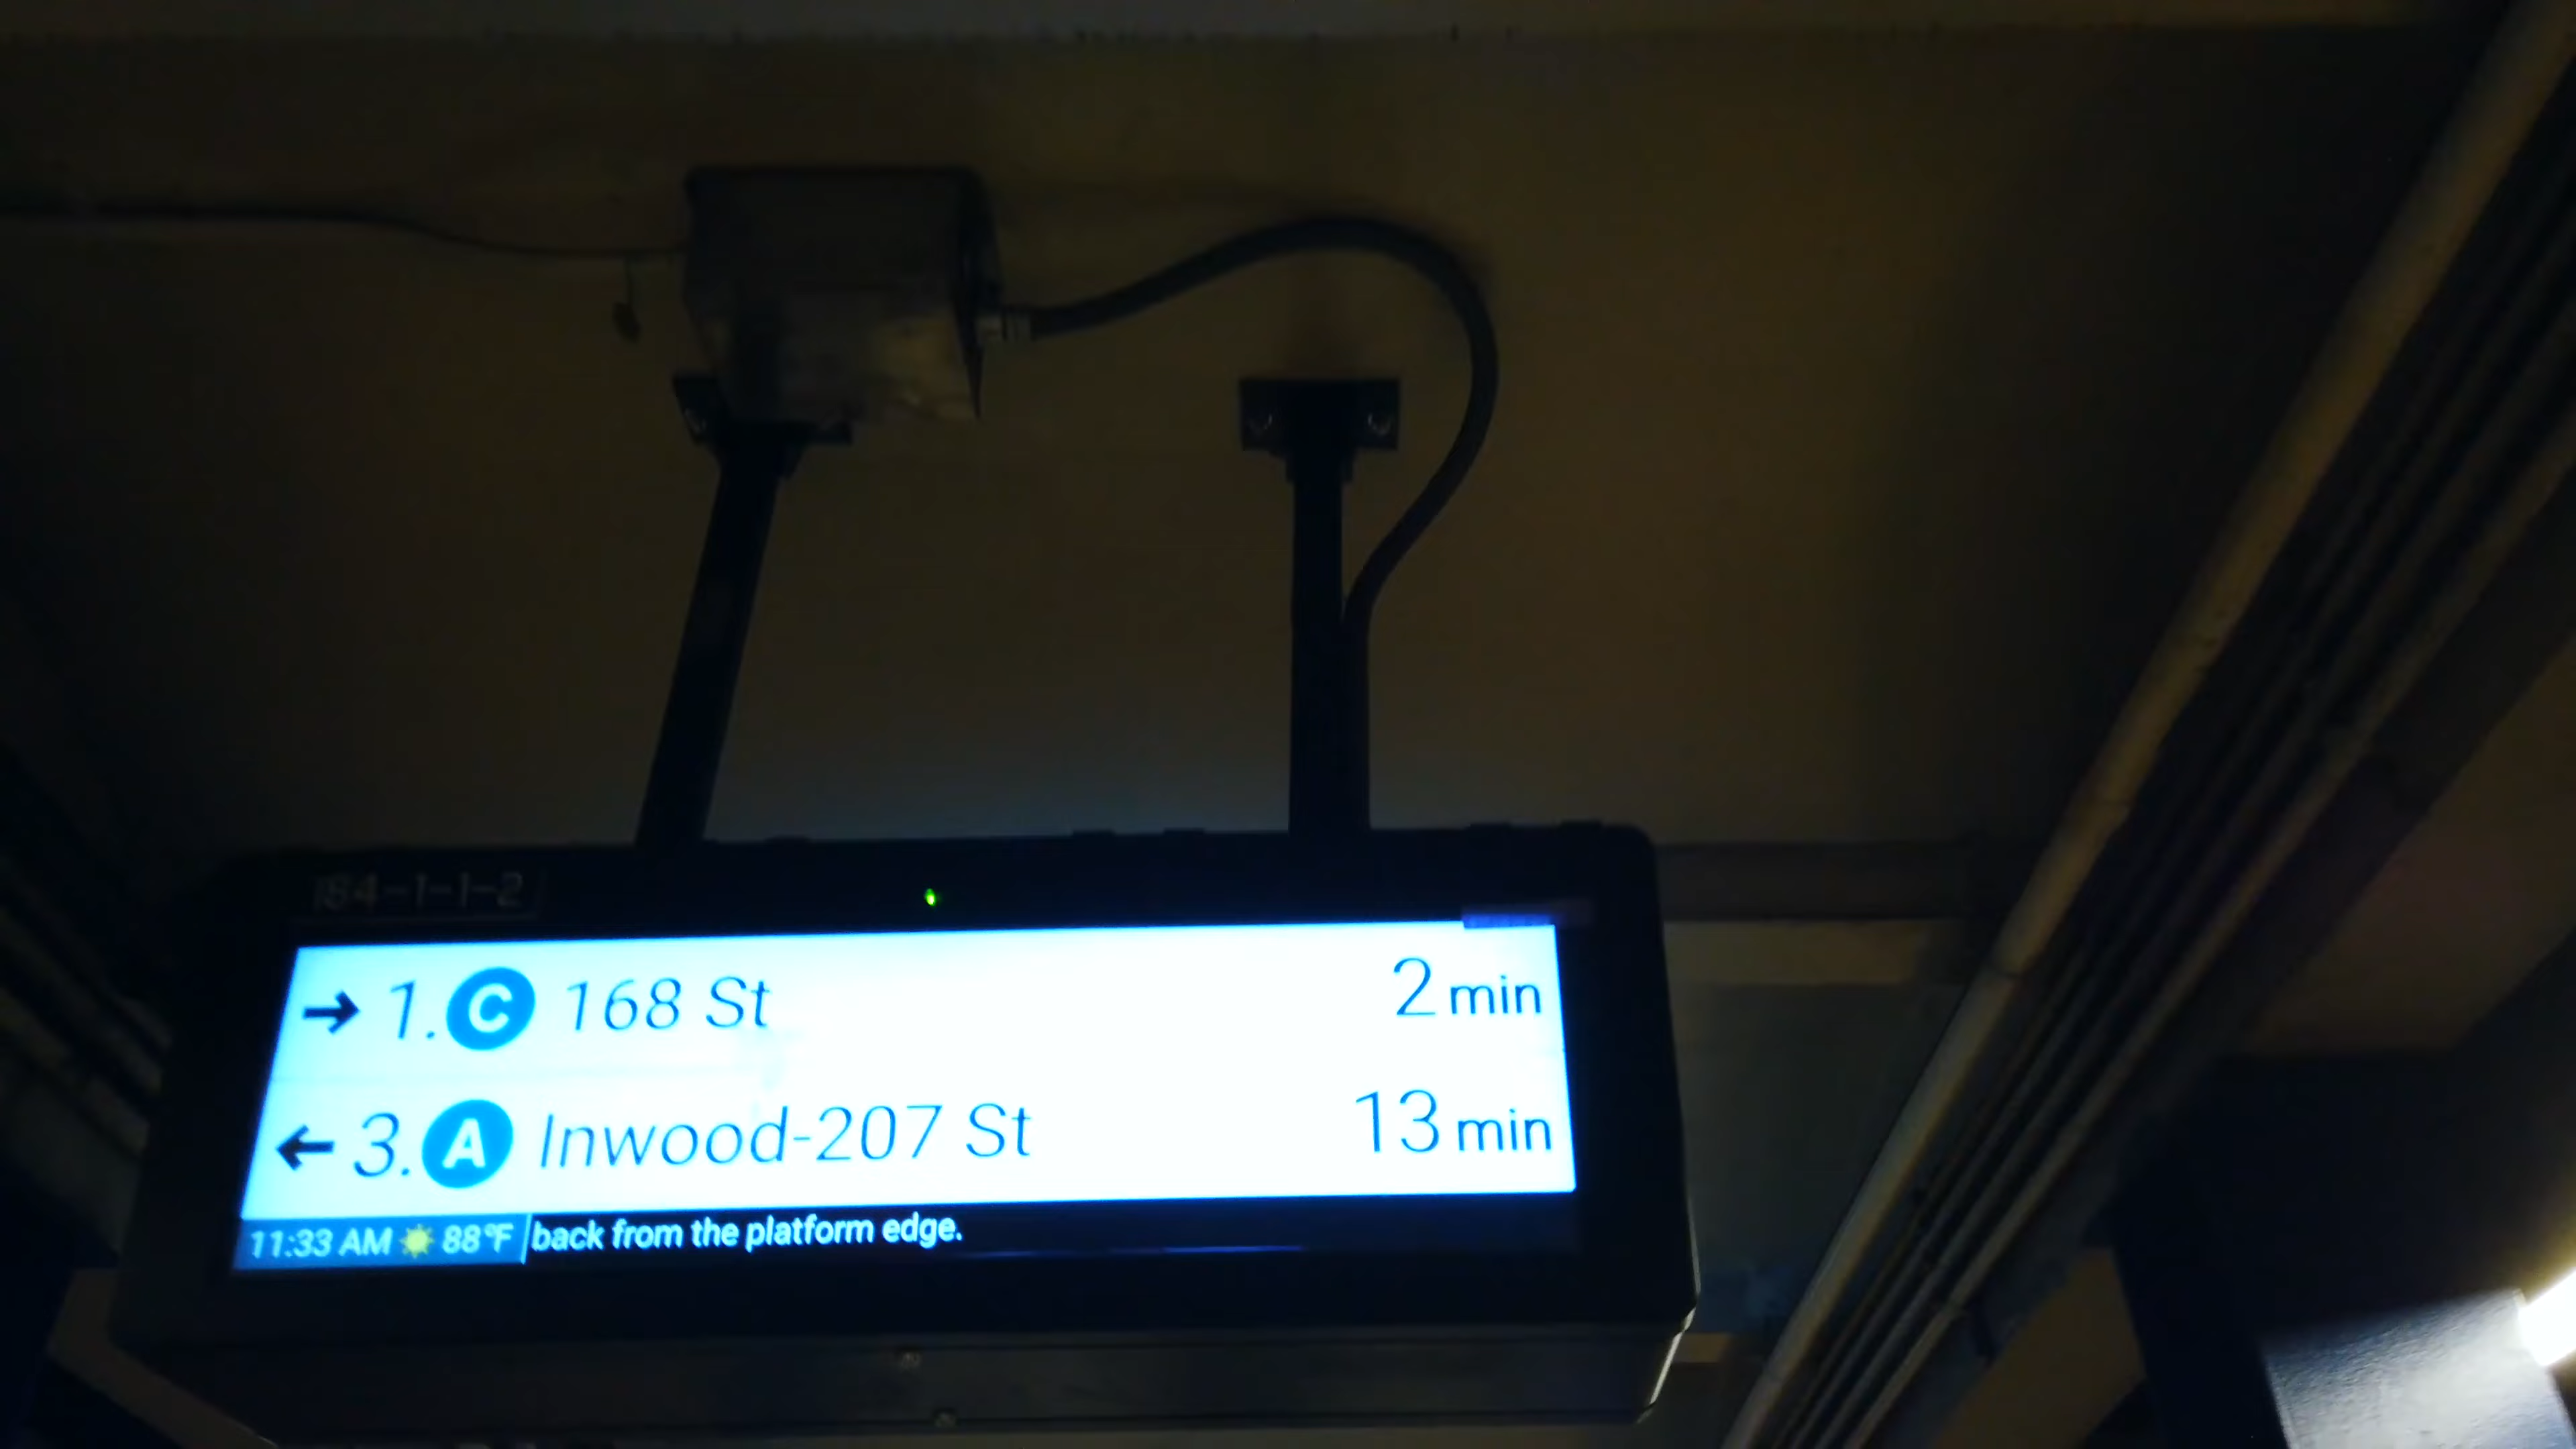 184-1-1-2
→ 1. C 168 St 2 min
← 3. A Inwood-207 St 13 min
11:33 AM 88°F back from the platform edge.